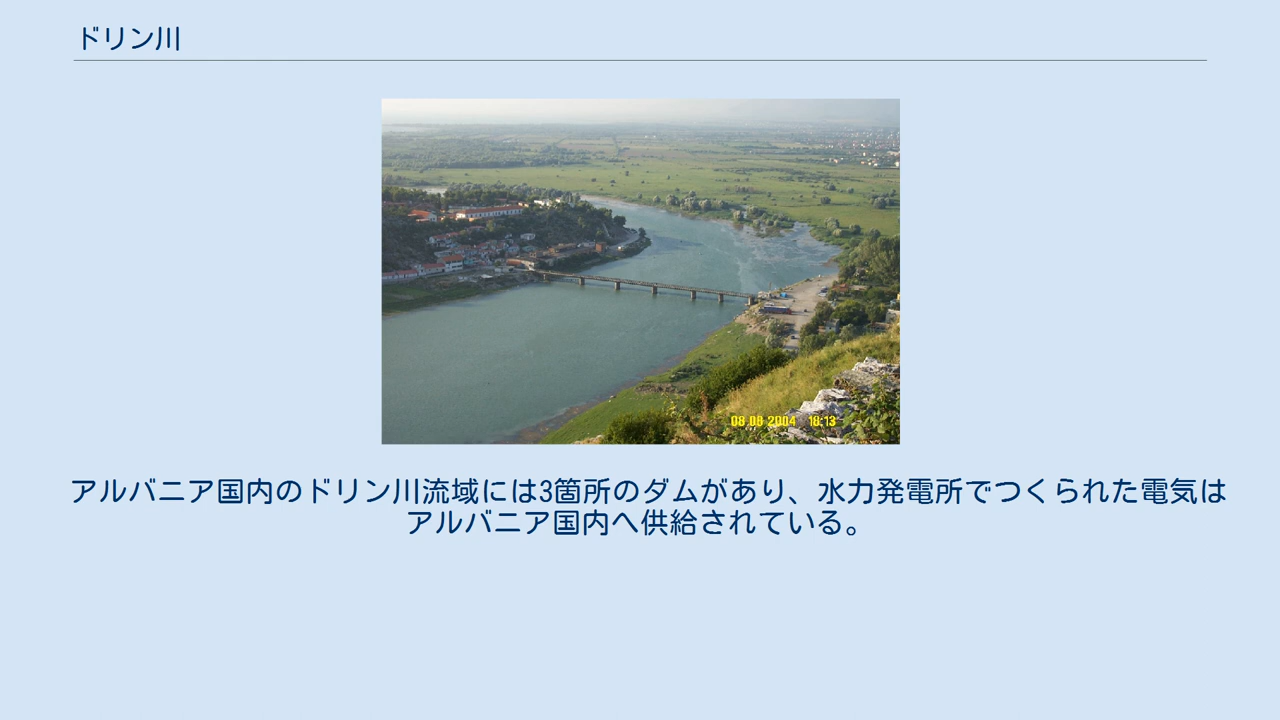 ドリン川
08.08 2004 18:13
アルバニア国内のドリン川流域には3箇所のダムがあり、水力発電所でつくられた電気は
アルバニア国内へ供給されている。